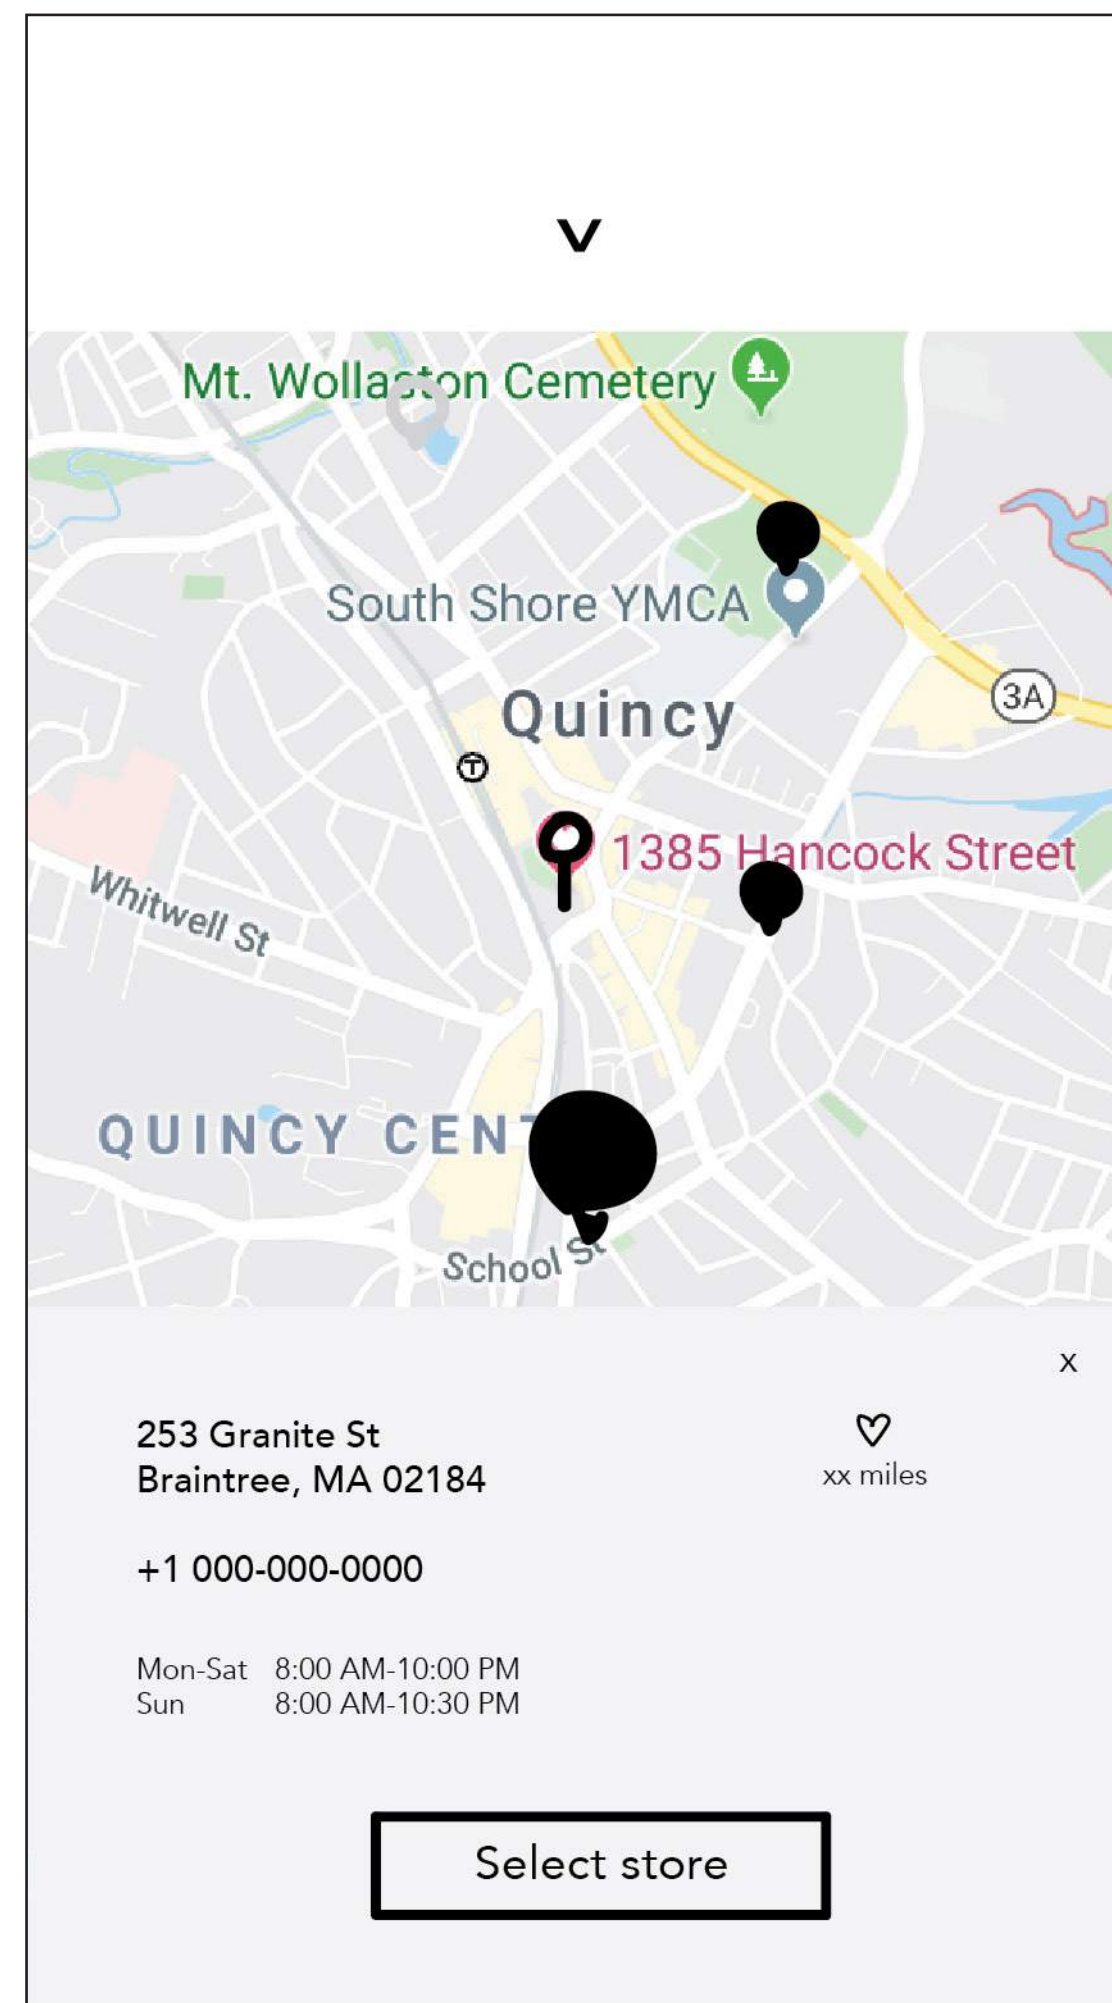 v
Mt. Wollaston Cemetery
South Shore YMCA
Quincy
3A
T
1385 Hancock Street
Whitwell St
QUINCY
School St
x
253 Granite St
Braintree, MA 02184
xx miles
+1 000-000-0000
Mon-Sat 8:00 AM-10:00 PM
Sun 8:00 AM-10:30 PM
Select store